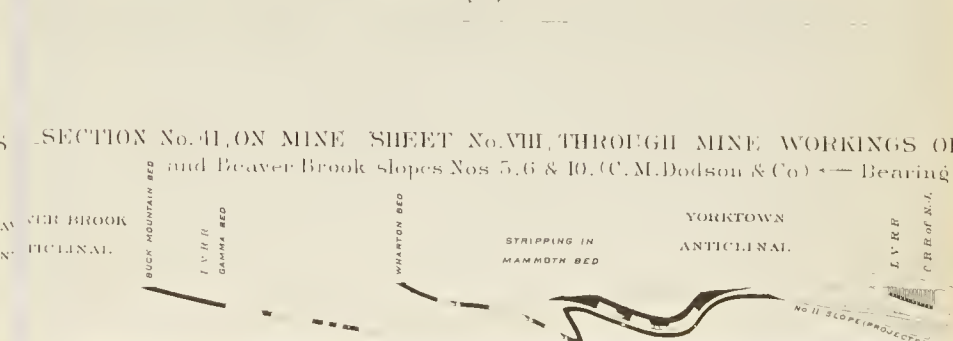 SECTION No. 41, ON MINE SHEET No. VIII, THROUGH MINE WORKINGS
and Beaver Brook slopes Nos 5, 6 & 10. (C. M. Dodson & Co) ← Bearing
BROOK
BUCK MOUNTAIN BED
L V R R
GAMMA BED
WHARTON BED
STRIPPING IN
MAMMOTH BED
YORKTOWN
ANTICLINAL
L V R R
C R R of N. J.
No 11 SLOPE